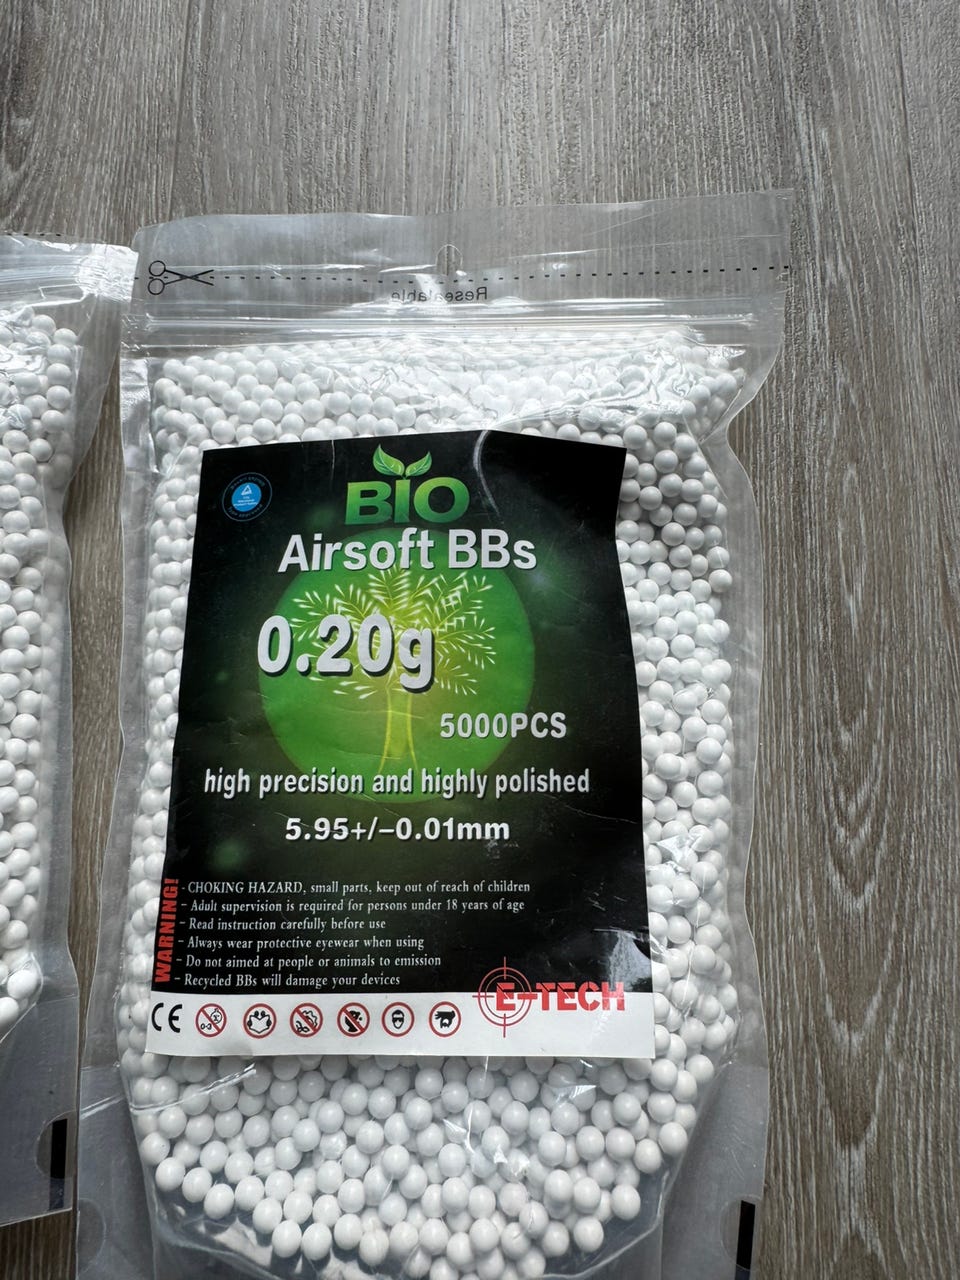 Resealable
BIO
Airsoft BBs
0.20g
5000PCS
high precision and highly polished
5.95+/-0.01mm
WARNING!
- CHOKING HAZARD, small parts, keep out of reach of children
- Adult supervision is required for persons under 18 years of age
- Read instruction carefully before use
- Always wear protective eyewear when using
- Do not aimed at people or animals to emission
- Recycled BBs will damage your devices
CE
0-3
E-TECH